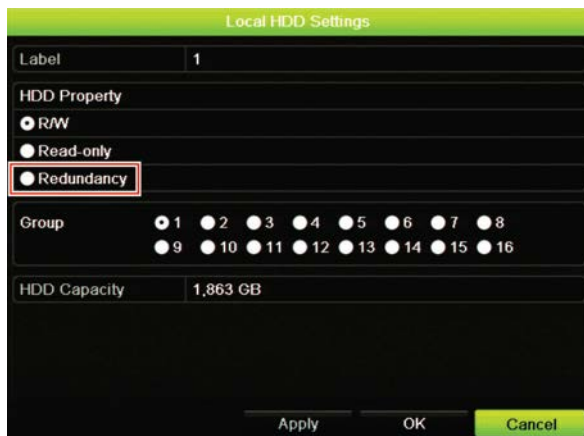 Local HDD Settings
Label 1
HDD Property
R/W
Read-only
Redundancy
Group 1 2 3 4 5 6 7 8
9 10 11 12 13 14 15 16
HDD Capacity 1,863 GB
Apply OK Cancel